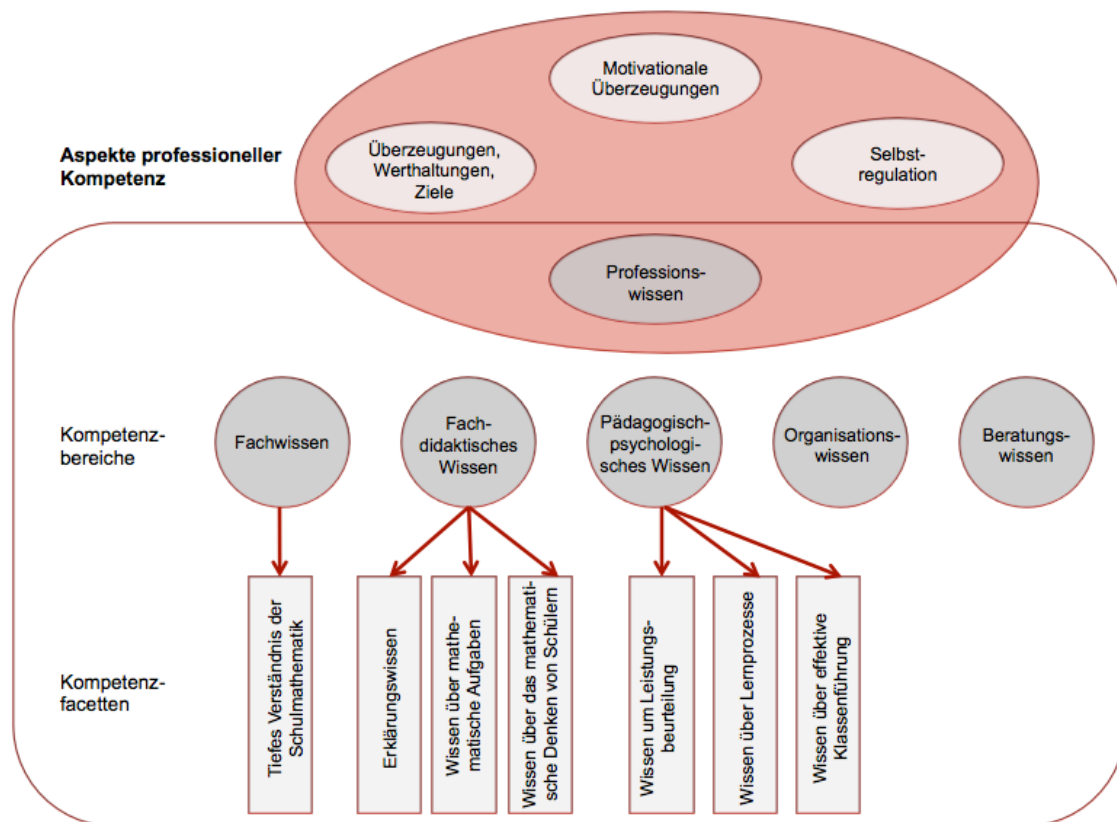 Motivationale
Überzeugungen
Aspekte professioneller
Kompetenz
Überzeugungen,
Werthaltungen,
Ziele
Selbst-
regulation
Professions-
wissen
Kompetenz-
bereiche
Fachwissen
Fach-
didaktisches
Wissen
Pädagogisch-
psychologi-
sches Wissen
Organisations-
wissen
Beratungs-
wissen
Kompetenz-
facetten
Tiefes Verständnis der
Schulmathematik
Erklärungswissen
Wissen über mathe-
matische Aufgaben
Wissen über das mathemati-
sche Denken von Schülern
Wissen um Leistungs-
beurteilung
Wissen über Lernprozesse
Wissen über effektive
Klassenführung